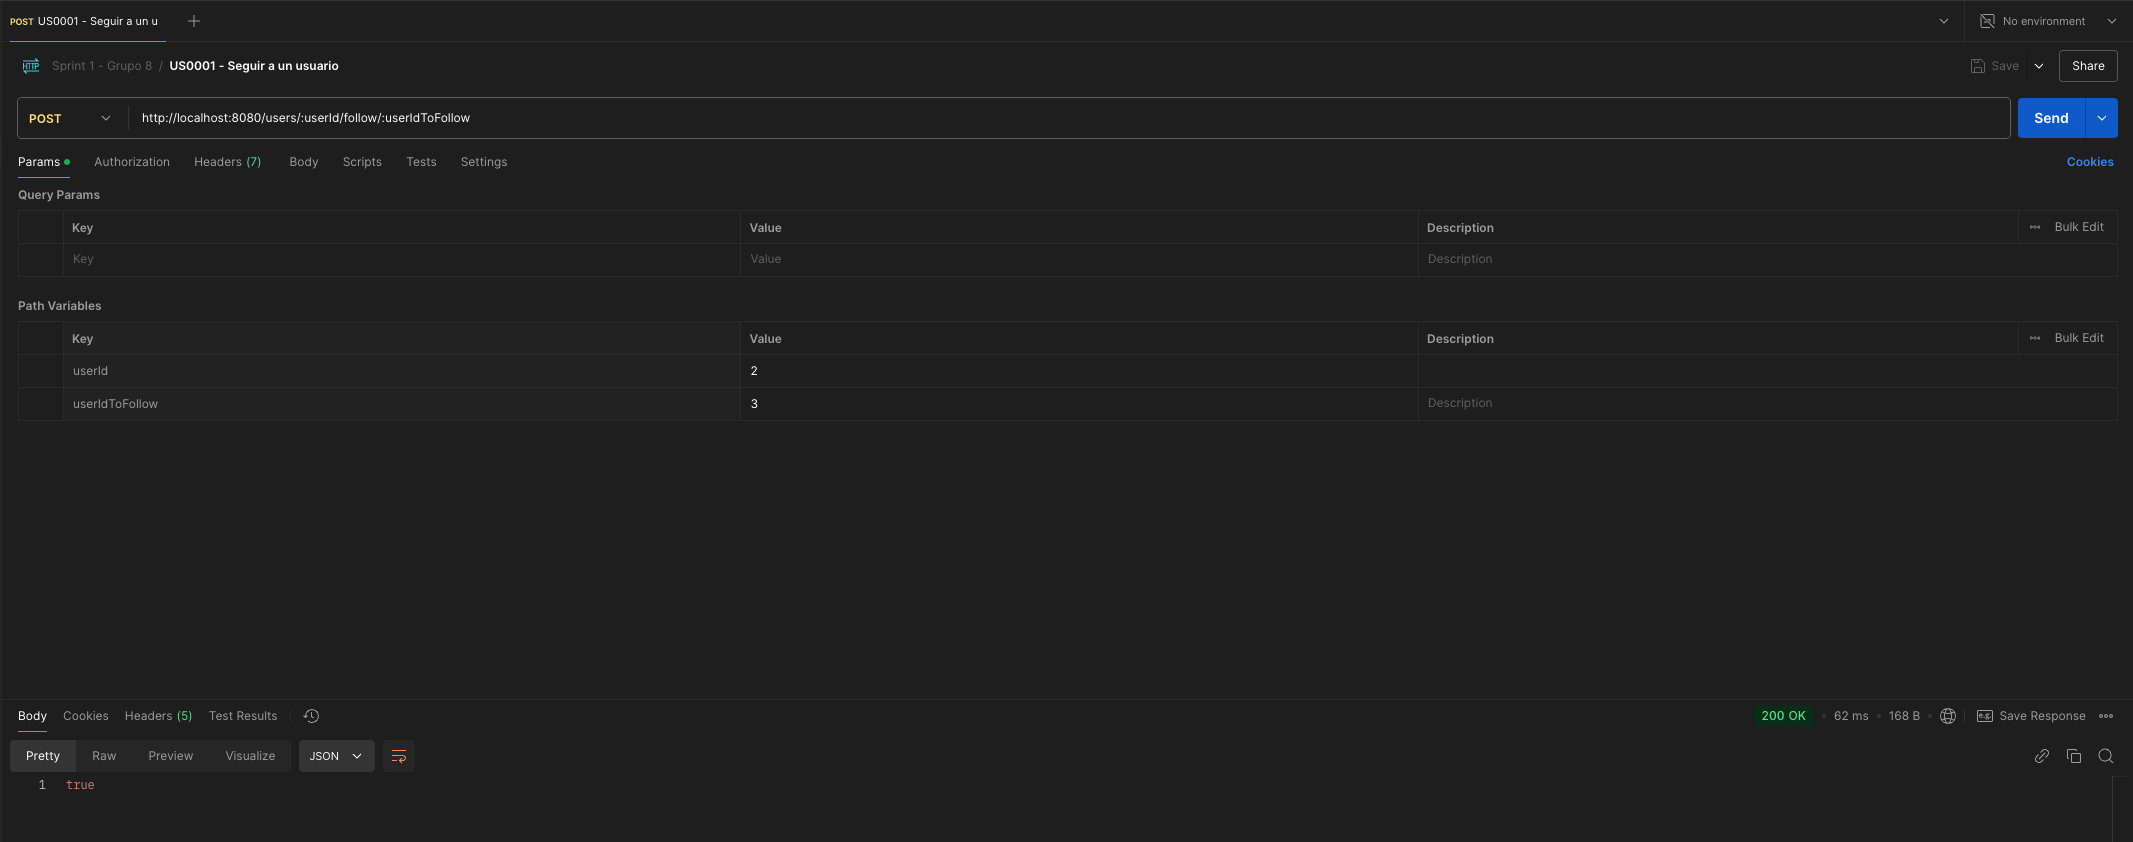 POST US0001 - Seguir a un u
No environment
Sprint 1 - Grupo 8 / US0001 - Seguir a un usuario
Save
Share
POST
http://localhost:8080/users/:userId/follow/:userIdToFollow
Send
Params
Authorization
Headers (7)
Body
Scripts
Tests
Settings
Cookies
Query Params
Key
Value
Description
Bulk Edit
Key
Value
Description
Path Variables
Key
Value
Description
Bulk Edit
userId
2
userIdToFollow
3
Description
Body
Cookies
Headers (5)
Test Results
200 OK
62 ms
168 B
e.g.
Save Response
Pretty
Raw
Preview
Visualize
JSON
1
true